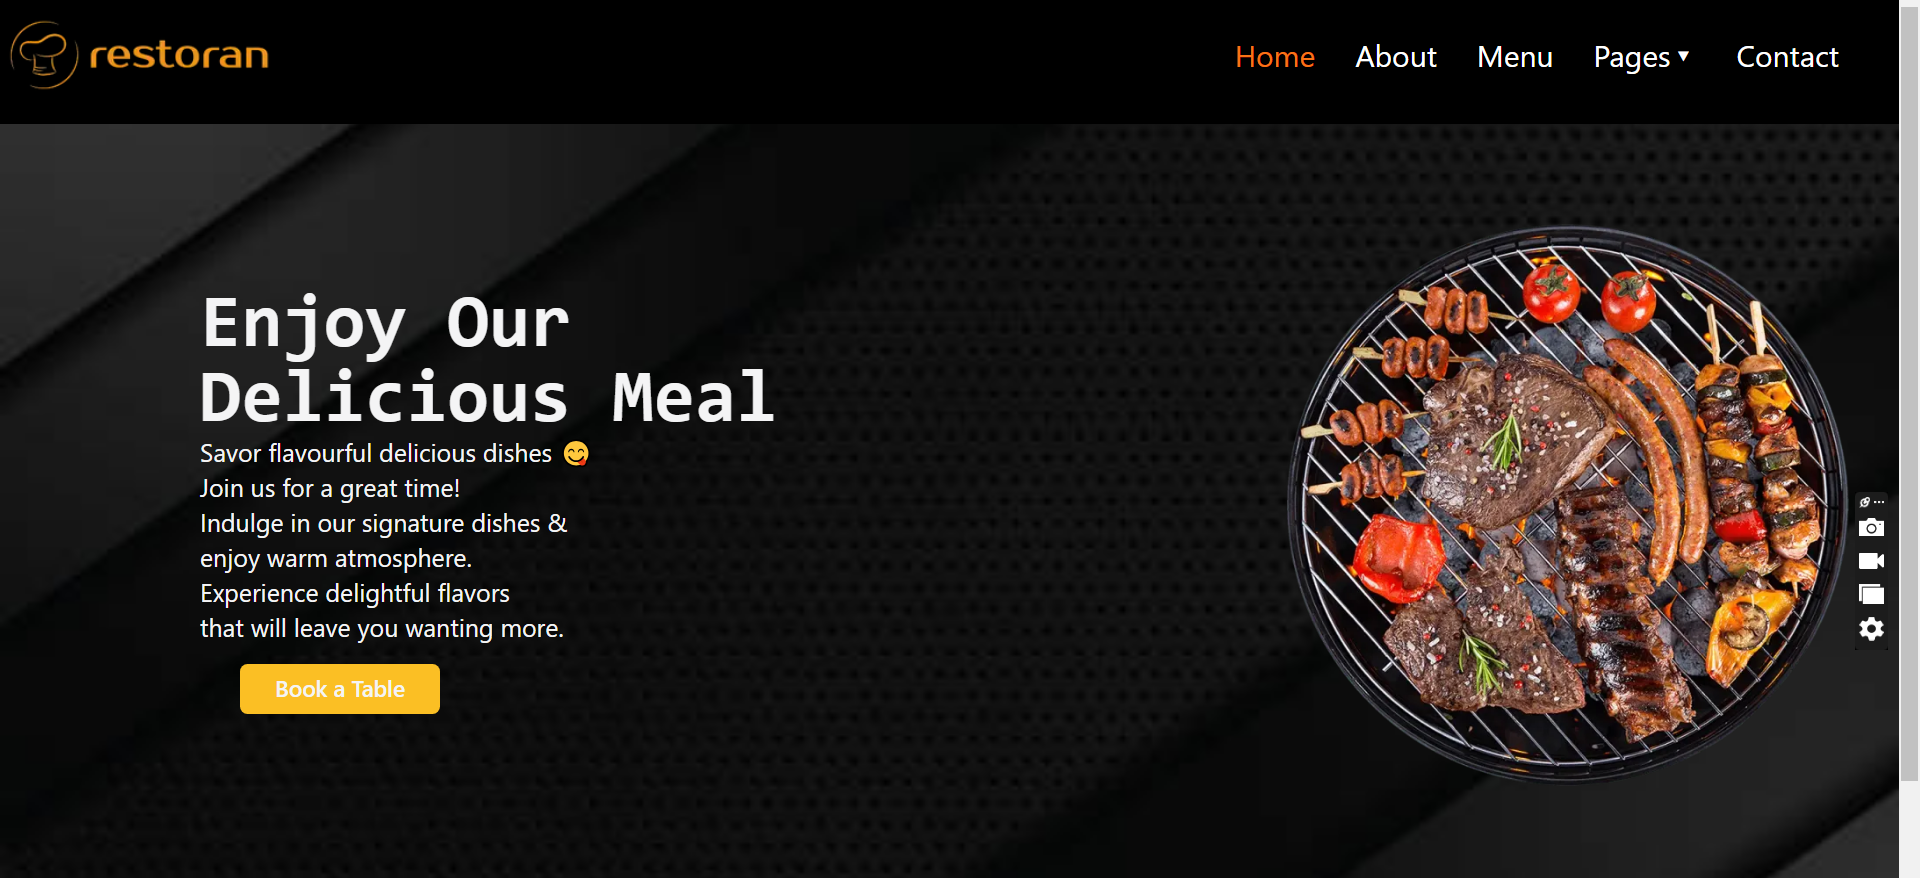 restoran
Home About Menu Pages ▼ Contact
Enjoy Our
Delicious Meal
Savor flavourful delicious dishes 😋
Join us for a great time!
Indulge in our signature dishes &
enjoy warm atmosphere.
Experience delightful flavors
that will leave you wanting more.
Book a Table